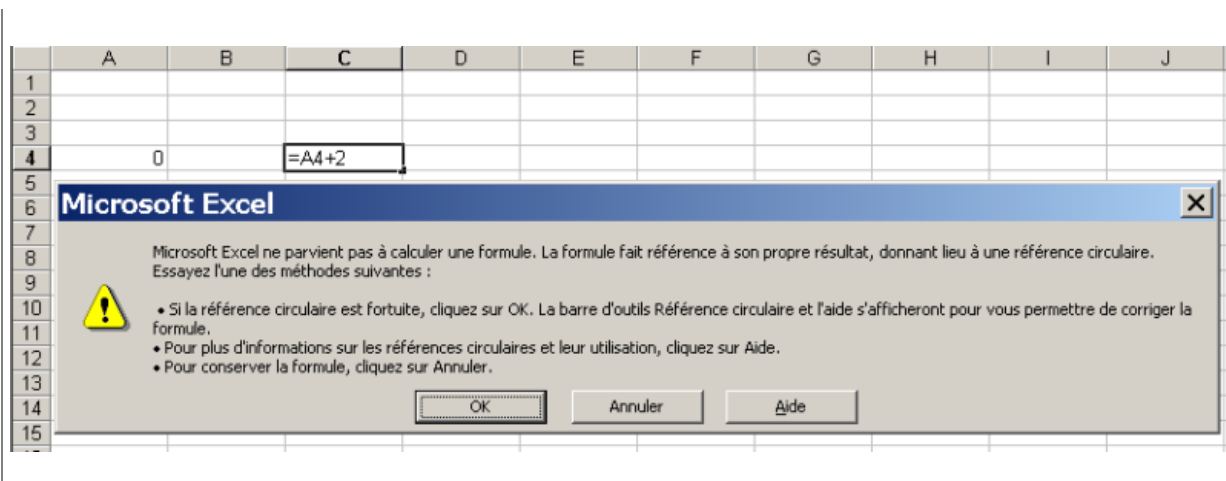 A B C D E F G H I J
1
2
3
4 0 =A4+2
5
6 Microsoft Excel
7
8 Microsoft Excel ne parvient pas à calculer une formule. La formule fait référence à son propre résultat, donnant lieu à une référence circulaire.
Essayez l'une des méthodes suivantes :
9
10 • Si la référence circulaire est fortuite, cliquez sur OK. La barre d'outils Référence circulaire et l'aide s'afficheront pour vous permettre de corriger la
11 formule.
12 • Pour plus d'informations sur les références circulaires et leur utilisation, cliquez sur Aide.
• Pour conserver la formule, cliquez sur Annuler.
13
14 OK Annuler Aide
15